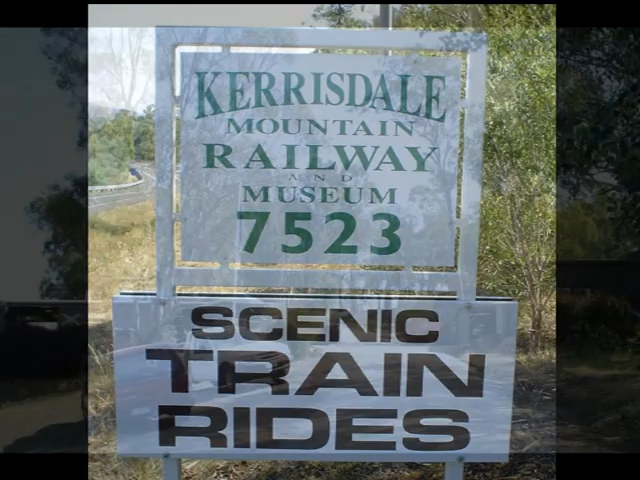 KERRISDALE
MOUNTAIN
RAILWAY
AND
MUSEUM
7523
SCENIC
TRAIN
RIDES